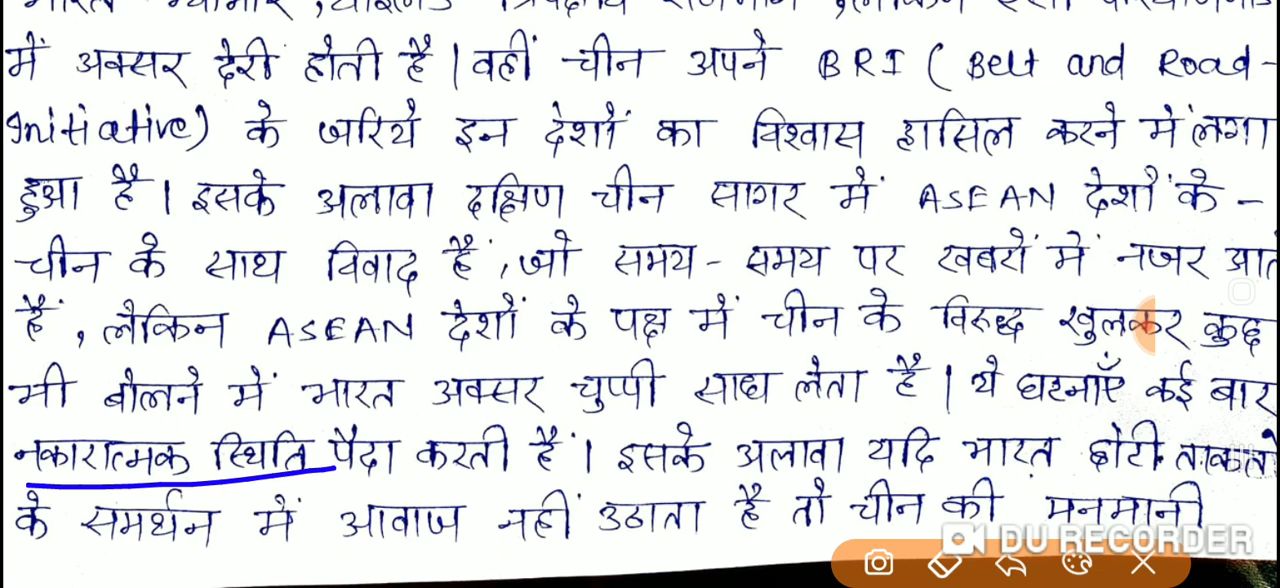 में अक्सर देरी होती है । वहीं चीन अपने BRI ( Belt and Road-
Initiative) के जरिये इन देशों का विश्वास हासिल करने में लगा
हुआ है । इसके अलावा दक्षिण चीन सागर में ASEAN देशों के -
चीन के साथ विवाद हैं , जो समय - समय पर खबरों में नजर आते
हैं , लेकिन ASEAN देशों के पक्ष में चीन के विरुद्ध खुलकर कुछ
भी बोलने में भारत अक्सर चुप्पी साध लेता है । ये घटनाएँ कई बार
नकारात्मक स्थिति पैदा करती हैं । इसके अलावा यदि भारत छोटी ताकतो
के समर्थन में आवाज नहीं उठाता है तो चीन की मनमानी
DU RECORDER